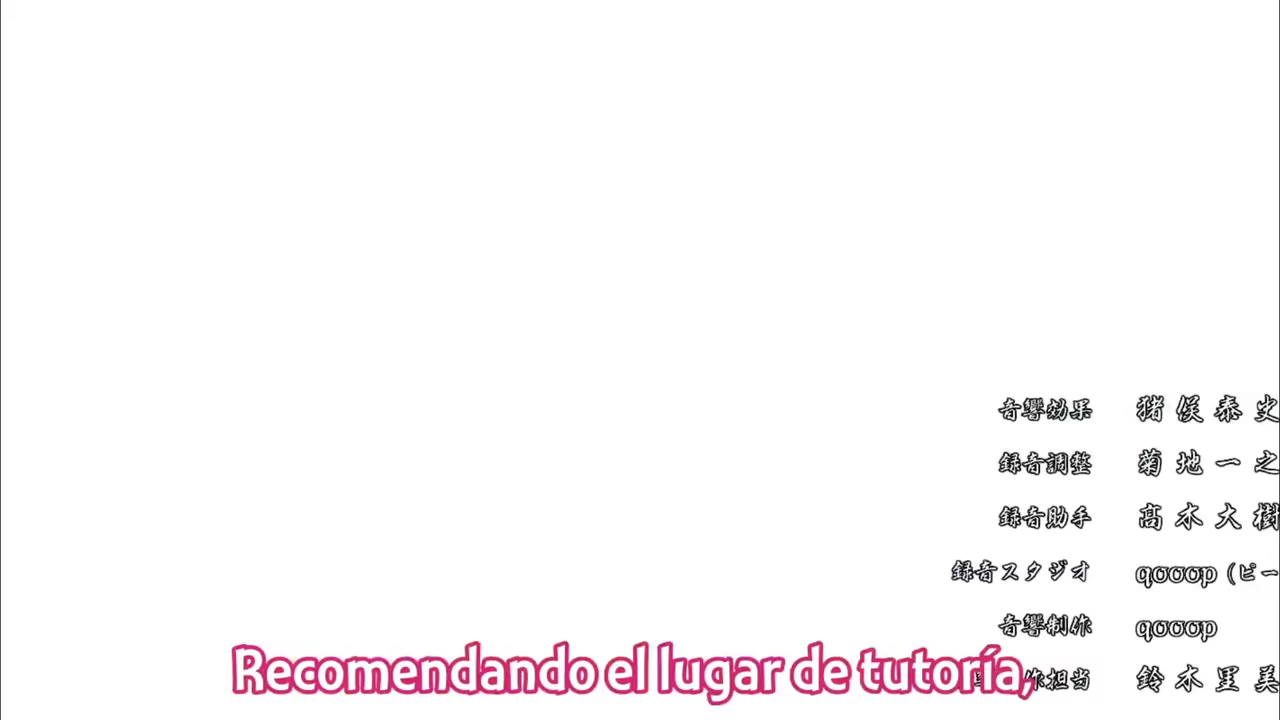 音響効果 猪俣泰史
録音調整 菊地一之
録音助手 髙木大樹
録音スタジオ qooop（ピー
音響制作 qooop
作担当 鈴木里美
Recomendando el lugar de tutoría,